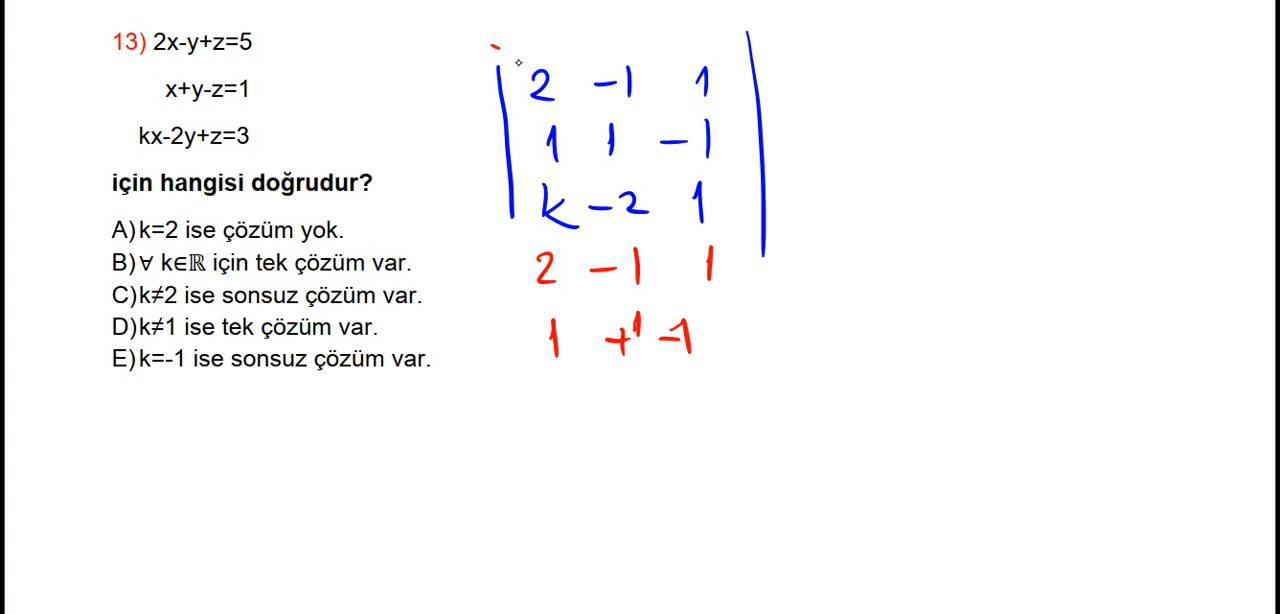 13) 2x-y+z=5
x+y-z=1
kx-2y+z=3
için hangisi doğrudur?
A) k=2 ise çözüm yok.
B) ∀ k∈ℝ için tek çözüm var.
C) k≠2 ise sonsuz çözüm var.
D) k≠1 ise tek çözüm var.
E) k=-1 ise sonsuz çözüm var.
2 -1 1
1 1 -1
k -2 1
2 -1 1
1 +1 -1